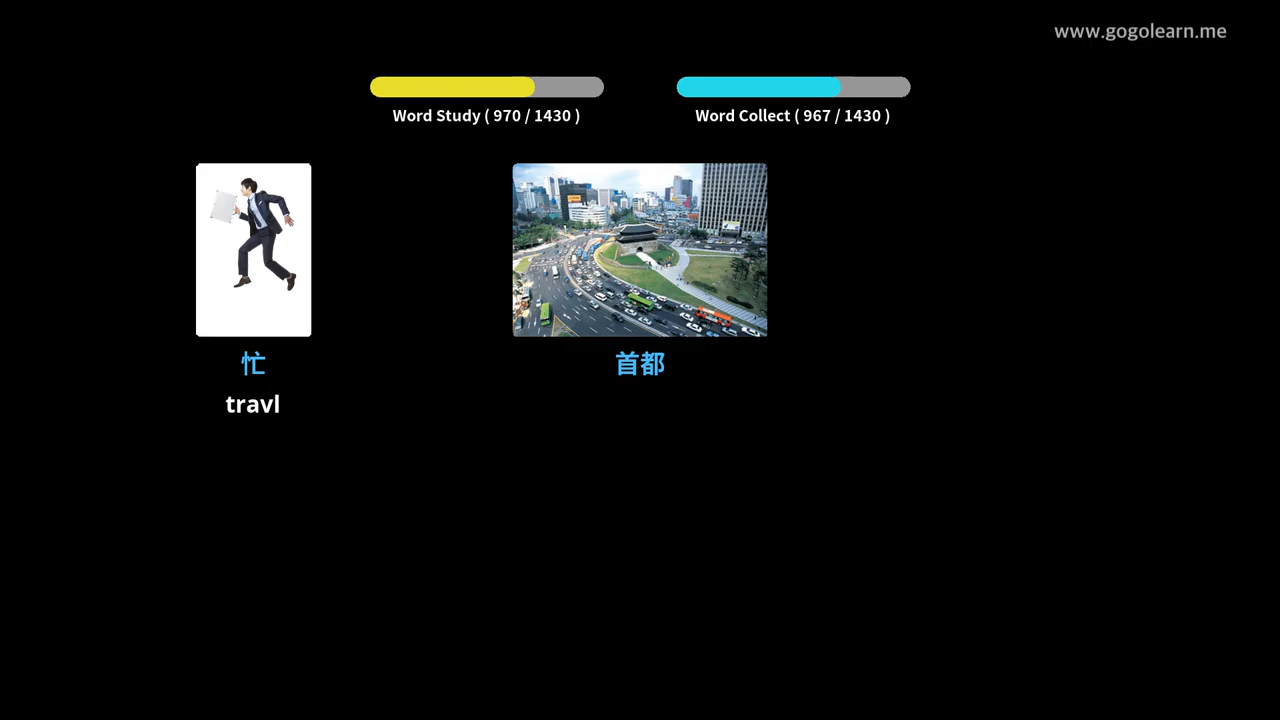 www.gogolearn.me
Word Study ( 970 / 1430 )
Word Collect ( 967 / 1430 )
忙
首都
travl